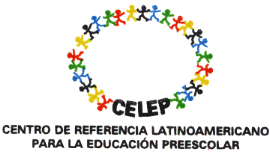 CELEP
CENTRO DE REFERENCIA LATINOAMERICANO
PARA LA EDUCACIÓN PREESCOLAR